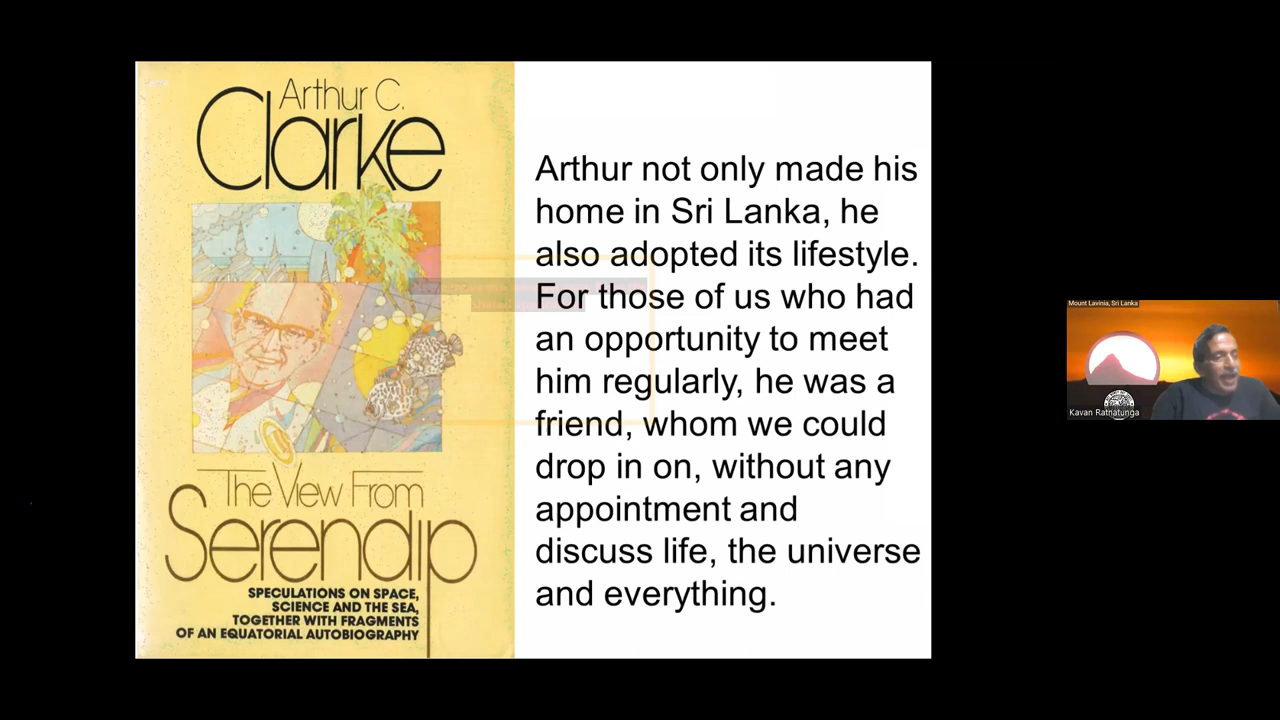 Arthur C.
Clarke
The View From
Serendip
SPECULATIONS ON SPACE,
SCIENCE AND THE SEA,
TOGETHER WITH FRAGMENTS
OF AN EQUATORIAL AUTOBIOGRAPHY
Arthur not only made his
home in Sri Lanka, he
also adopted its lifestyle.
For those of us who had
an opportunity to meet
him regularly, he was a
friend, whom we could
drop in on, without any
appointment and
discuss life, the universe
and everything.
Mount Lavinia, Sri Lanka
Kavan Ratnatunga